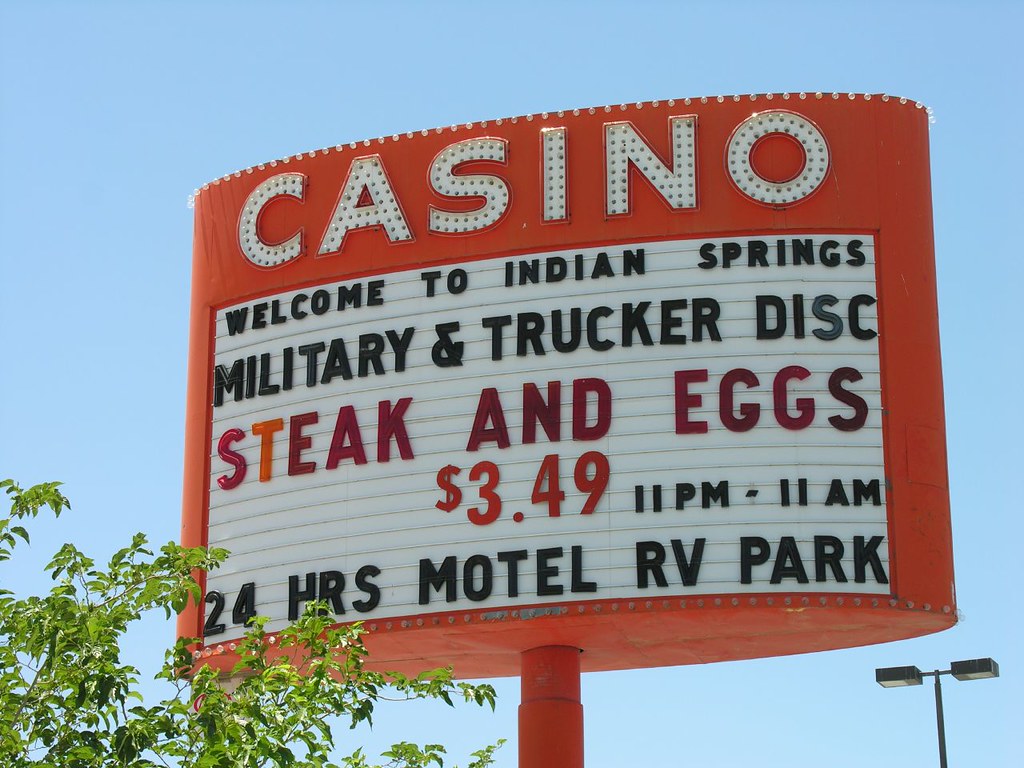 CASINO
WELCOME TO INDIAN SPRINGS
MILITARY & TRUCKER DISC
STEAK AND EGGS
$3.49 11PM - 11AM
24 HRS MOTEL RV PARK